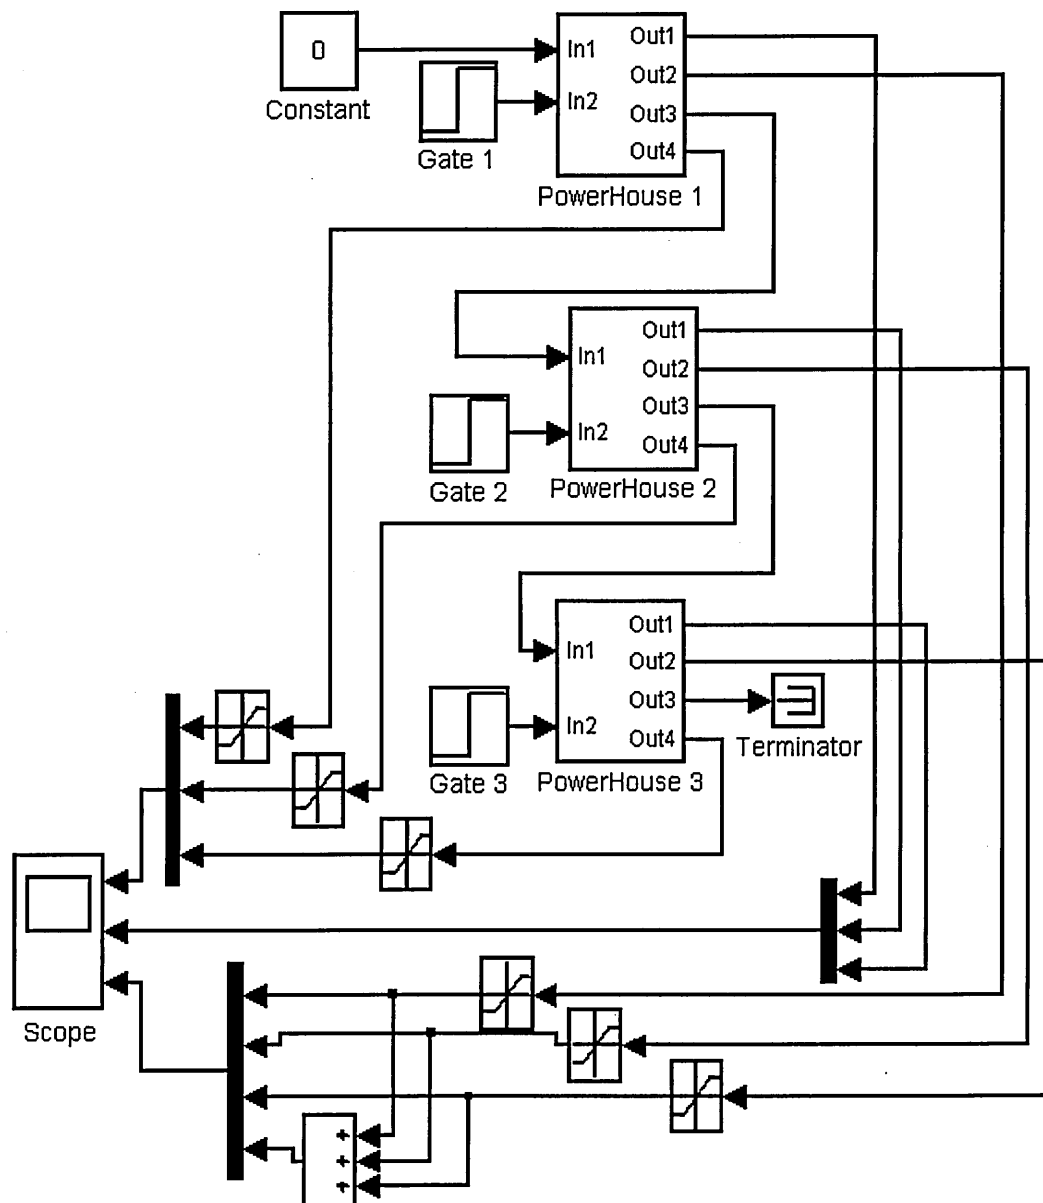 0
Constant
Gate 1
In1
In2
Out1
Out2
Out3
Out4
PowerHouse 1
Gate 2
In1
In2
Out1
Out2
Out3
Out4
PowerHouse 2
Gate 3
In1
In2
Out1
Out2
Out3
Out4
PowerHouse 3
Terminator
Scope
+
+
+